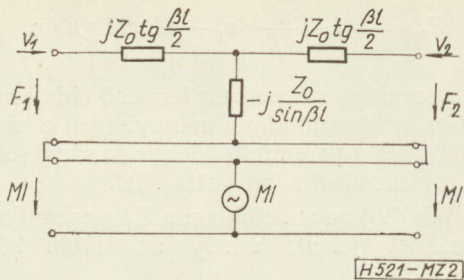 jZ₀ tg βl/2
jZ₀ tg βl/2
V₁
V₂
F₁
-j Z₀/sinβl
F₂
MI
MI
MI
H521-MZ2